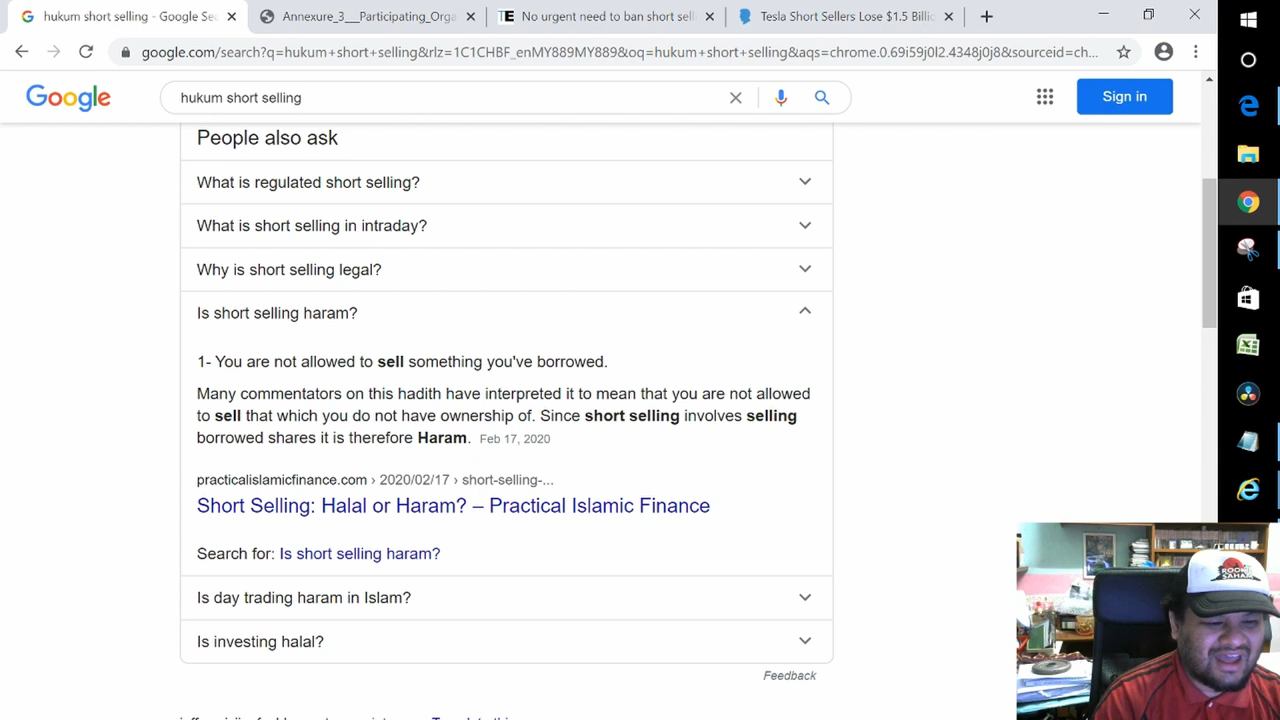 hukum short selling - Google Sea
Annexure_3___Participating_Orga
No urgent need to ban short sell
Tesla Short Sellers Lose $1.5 Billio
google.com/search?q=hukum+short+selling&rlz=1C1CHBF_enMY889MY889&oq=hukum+short+selling&aqs=chrome.0.69i59j0l2.4348j0j8&sourceid=ch...
Google
hukum short selling
Sign in
People also ask
What is regulated short selling?
What is short selling in intraday?
Why is short selling legal?
Is short selling haram?
1- You are not allowed to sell something you've borrowed.
Many commentators on this hadith have interpreted it to mean that you are not allowed
to sell that which you do not have ownership of. Since short selling involves selling
borrowed shares it is therefore Haram. Feb 17, 2020
practicalislamicfinance.com › 2020/02/17 › short-selling-...
Short Selling: Halal or Haram? – Practical Islamic Finance
Search for: Is short selling haram?
Is day trading haram in Islam?
Is investing halal?
Feedback
ROOKIE
SAHAM